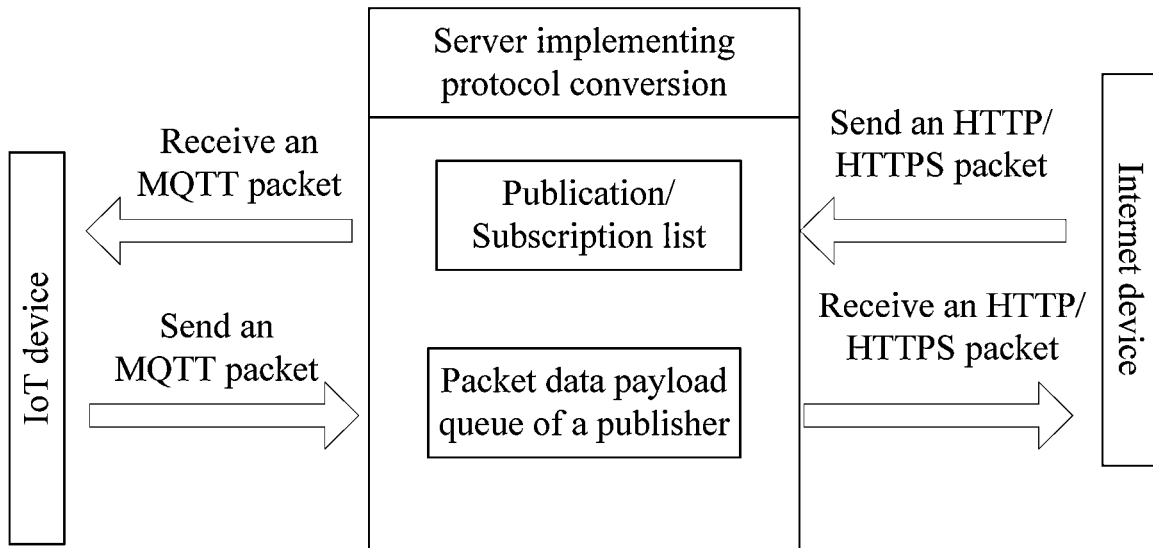 Server implementing
protocol conversion
Receive an
MQTT packet
Send an HTTP/
HTTPS packet
Publication/
Subscription list
IoT device
Internet device
Send an
MQTT packet
Receive an HTTP/
HTTPS packet
Packet data payload
queue of a publisher